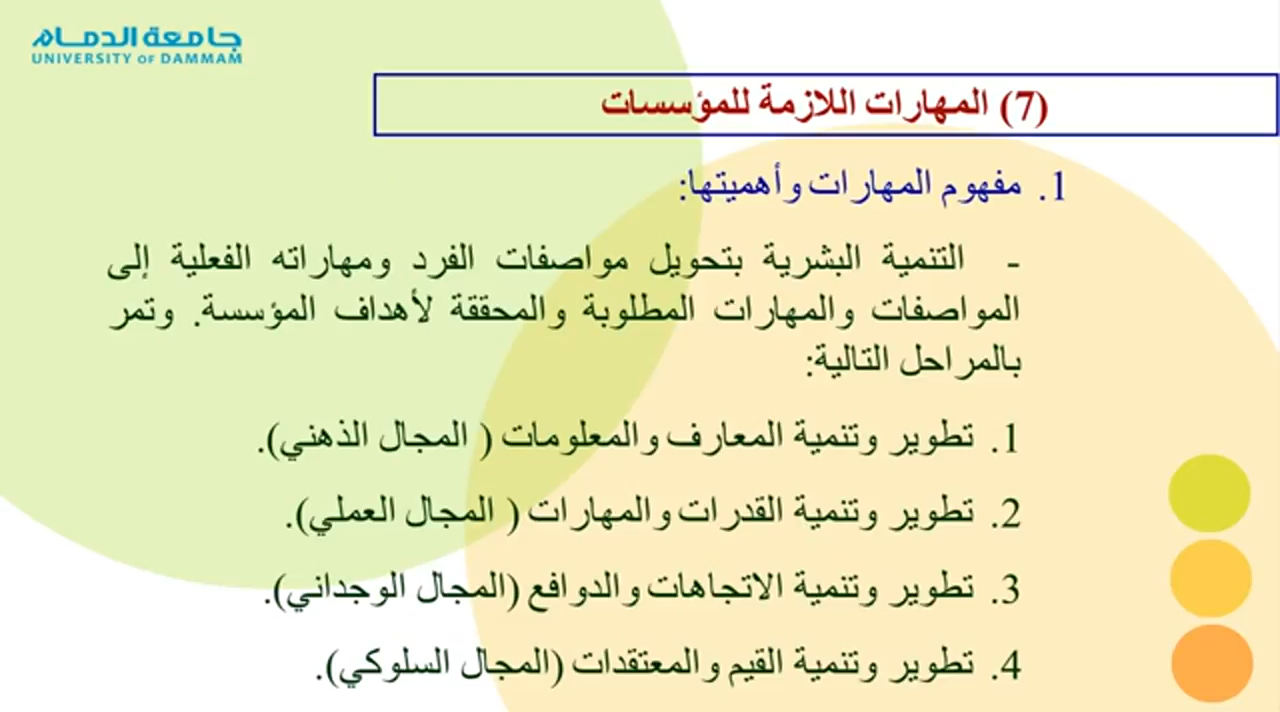 جامعة الدمام
UNIVERSITY OF DAMMAM
(7) المهارات اللازمة للمؤسسات
1. مفهوم المهارات وأهميتها:
- التنمية البشرية بتحويل مواصفات الفرد ومهاراته الفعلية إلى
المواصفات والمهارات المطلوبة والمحققة لأهداف المؤسسة. وتمر
بالمراحل التالية:
1. تطوير وتنمية المعارف والمعلومات ( المجال الذهني).
2. تطوير وتنمية القدرات والمهارات ( المجال العملي).
3. تطوير وتنمية الاتجاهات والدوافع (المجال الوجداني).
4. تطوير وتنمية القيم والمعتقدات (المجال السلوكي).